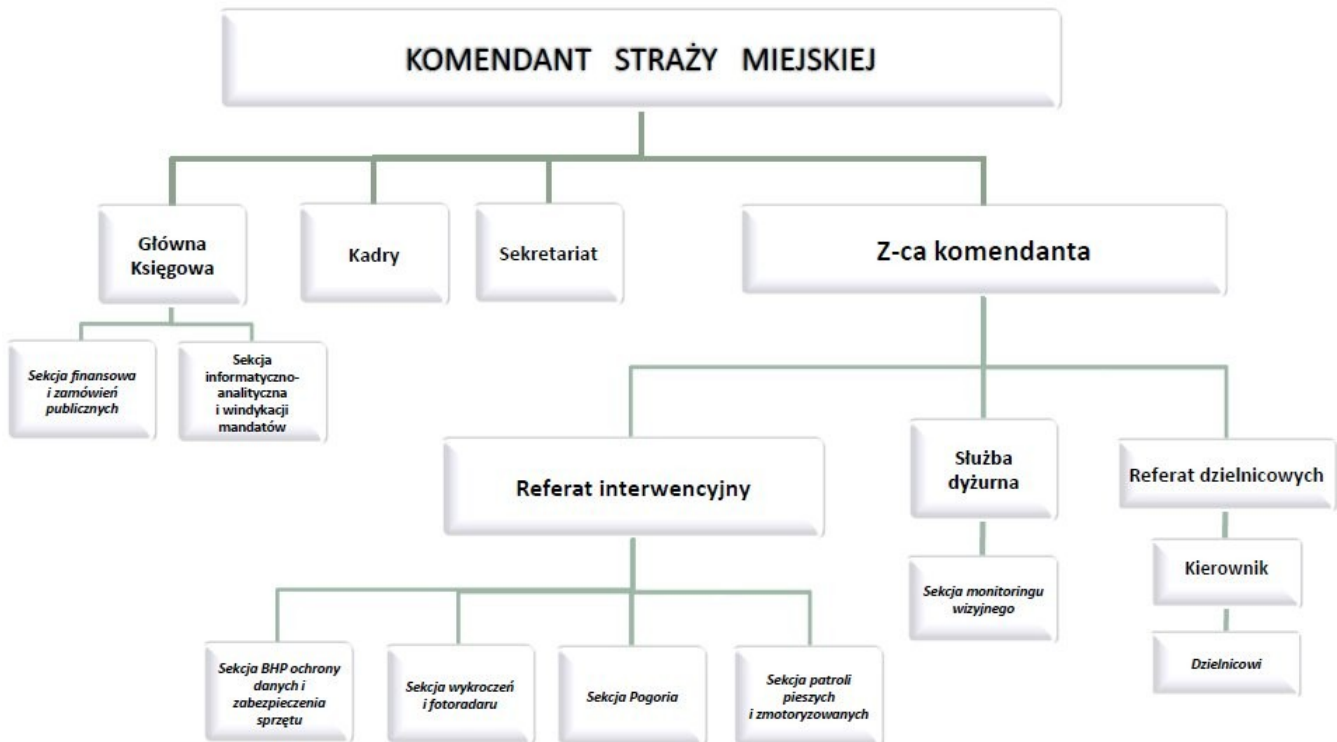 KOMENDANT STRAŻY MIEJSKIEJ
Główna
Księgowa
Kadry
Sekretariat
Z-ca komendanta
Sekcja finansowa
i zamówień
publicznych
Sekcja
informatyczno-
analityczna
i windykacji
mandatów
Referat interwencyjny
Służba
dyżurna
Referat dzielnicowych
Sekcja monitoringu
wizyjnego
Kierownik
Dzielnicowi
Sekcja BHP ochrony
danych i
zabezpieczenia
sprzętu
Sekcja wykroczeń
i fotoradaru
Sekcja Pogoria
Sekcja patroli
pieszych
i zmotoryzowanych